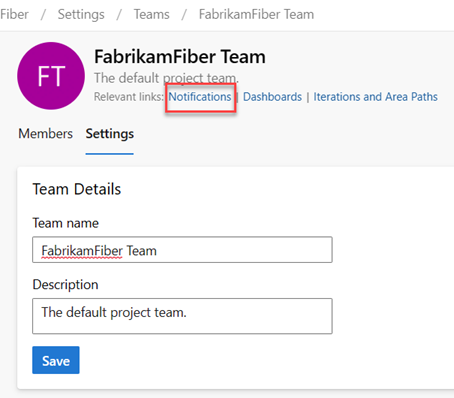 Fiber / Settings / Teams / FabrikamFiber Team
FT
FabrikamFiber Team
The default project team.
Relevant links: Notifications | Dashboards | Iterations and Area Paths
Members Settings
Team Details
Team name
FabrikamFiber Team
Description
The default project team.
Save